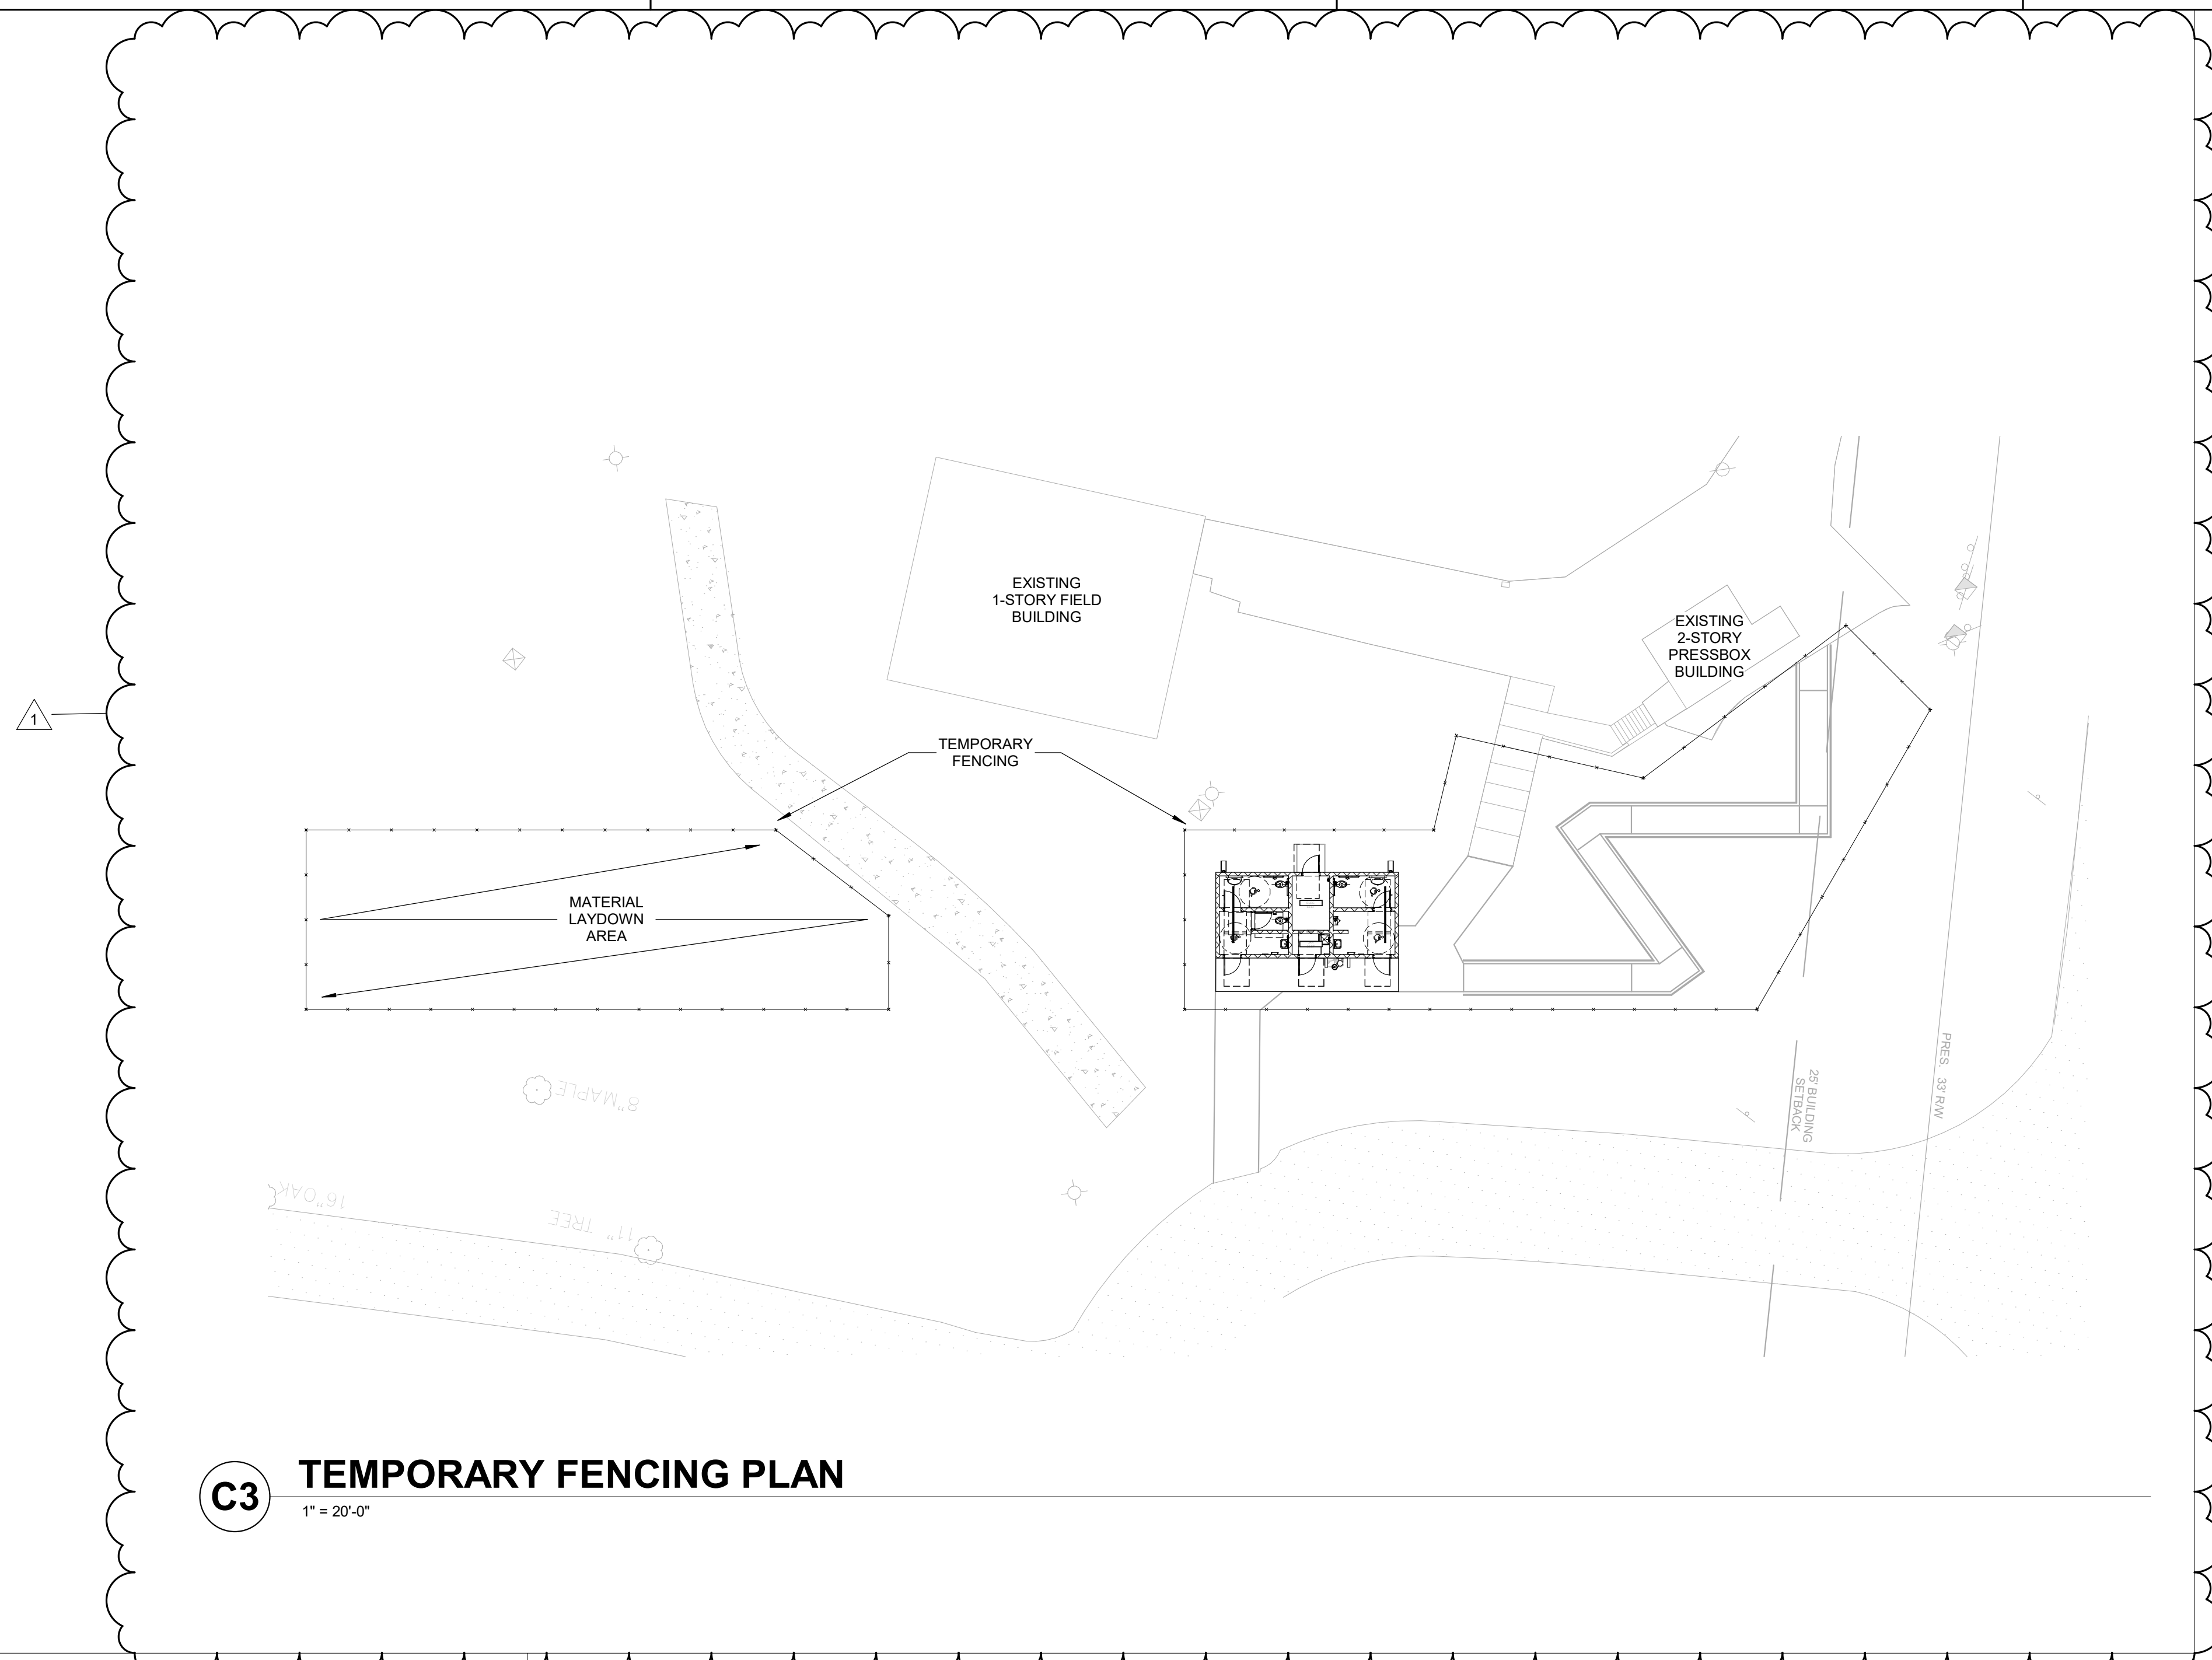 EXISTING
1-STORY FIELD
BUILDING
EXISTING
2-STORY
PRESSBOX
BUILDING
1
TEMPORARY
FENCING
MATERIAL
LAYDOWN
AREA
PRES. 33' R/W
25' BUILDING
SETBACK
8" MAPLE
16" OAK
11" TREE
C3
TEMPORARY FENCING PLAN
1" = 20'-0"